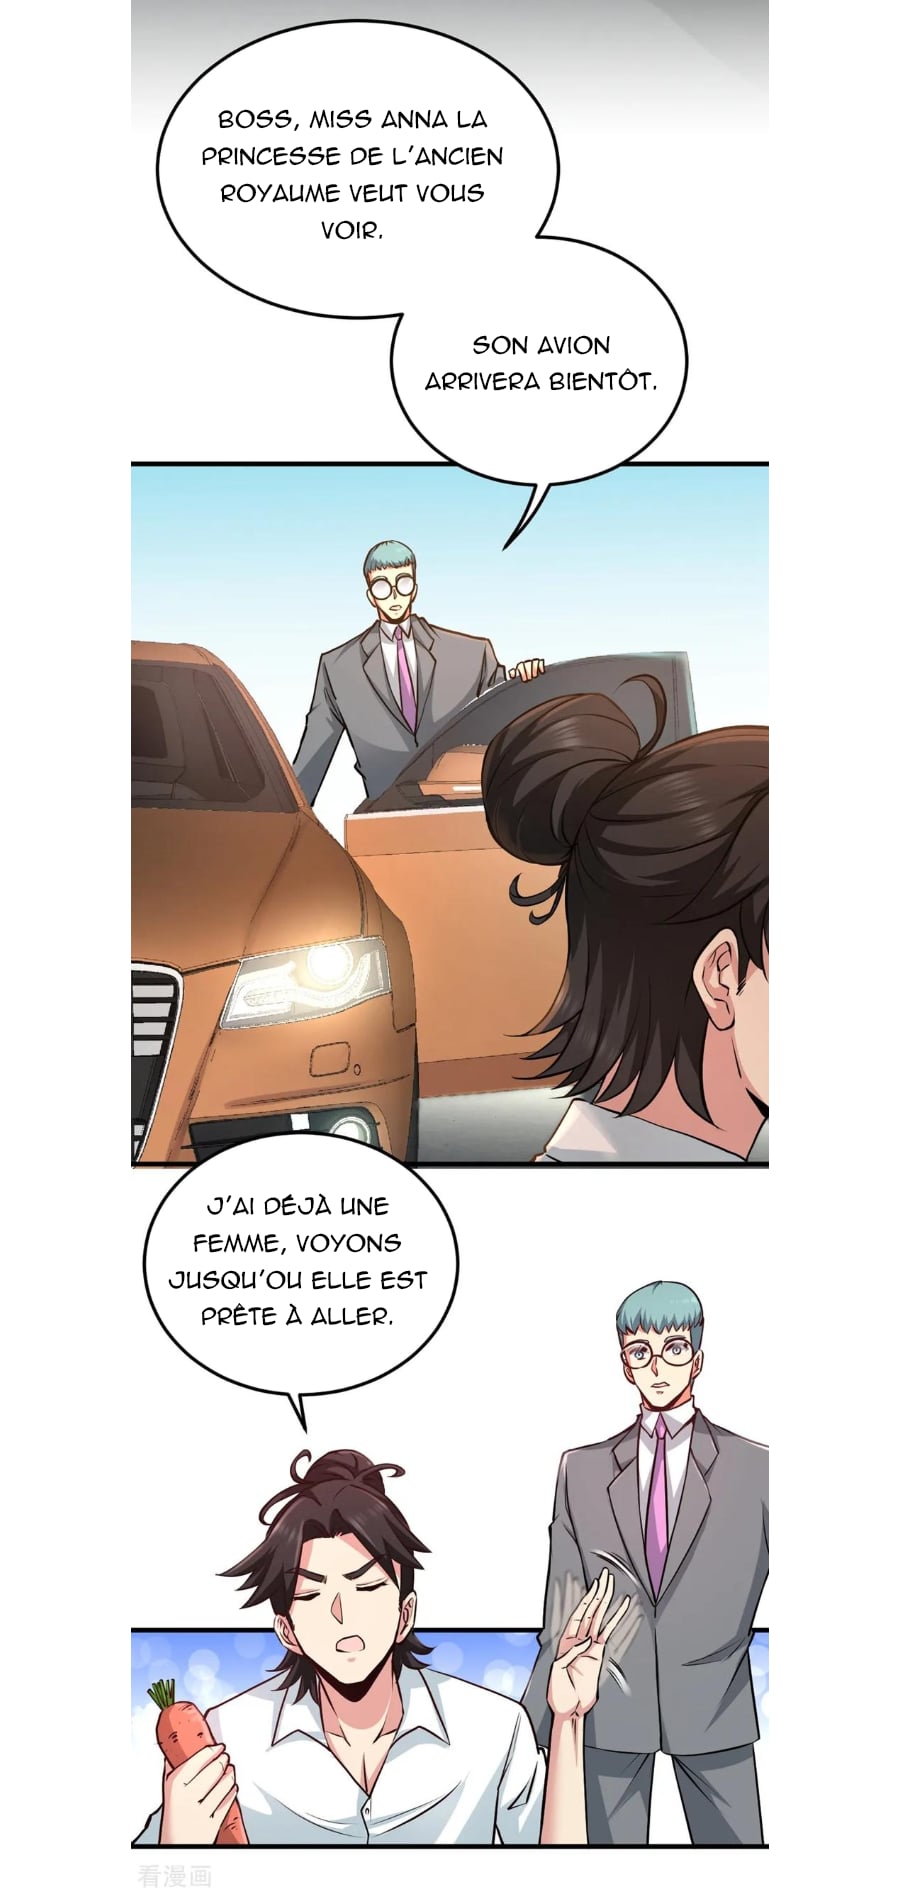 BOSS, MISS ANNA LA
PRINCESSE DE L'ANCIEN
ROYAUME VEUT VOUS
VOIR.
SON AVION
ARRIVERA BIENTÔT.
J'AI DÉJÀ UNE
FEMME, VOYONS
JUSQU'OU ELLE EST
PRÊTE À ALLER.
看漫画